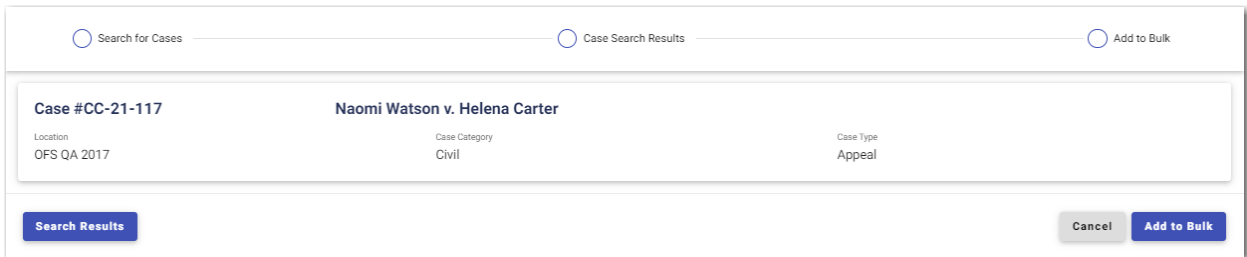 Search for Cases Case Search Results Add to Bulk
Case #CC-21-117 Naomi Watson v. Helena Carter
Location Case Category Case Type
OFS QA 2017 Civil Appeal
Search Results Cancel Add to Bulk